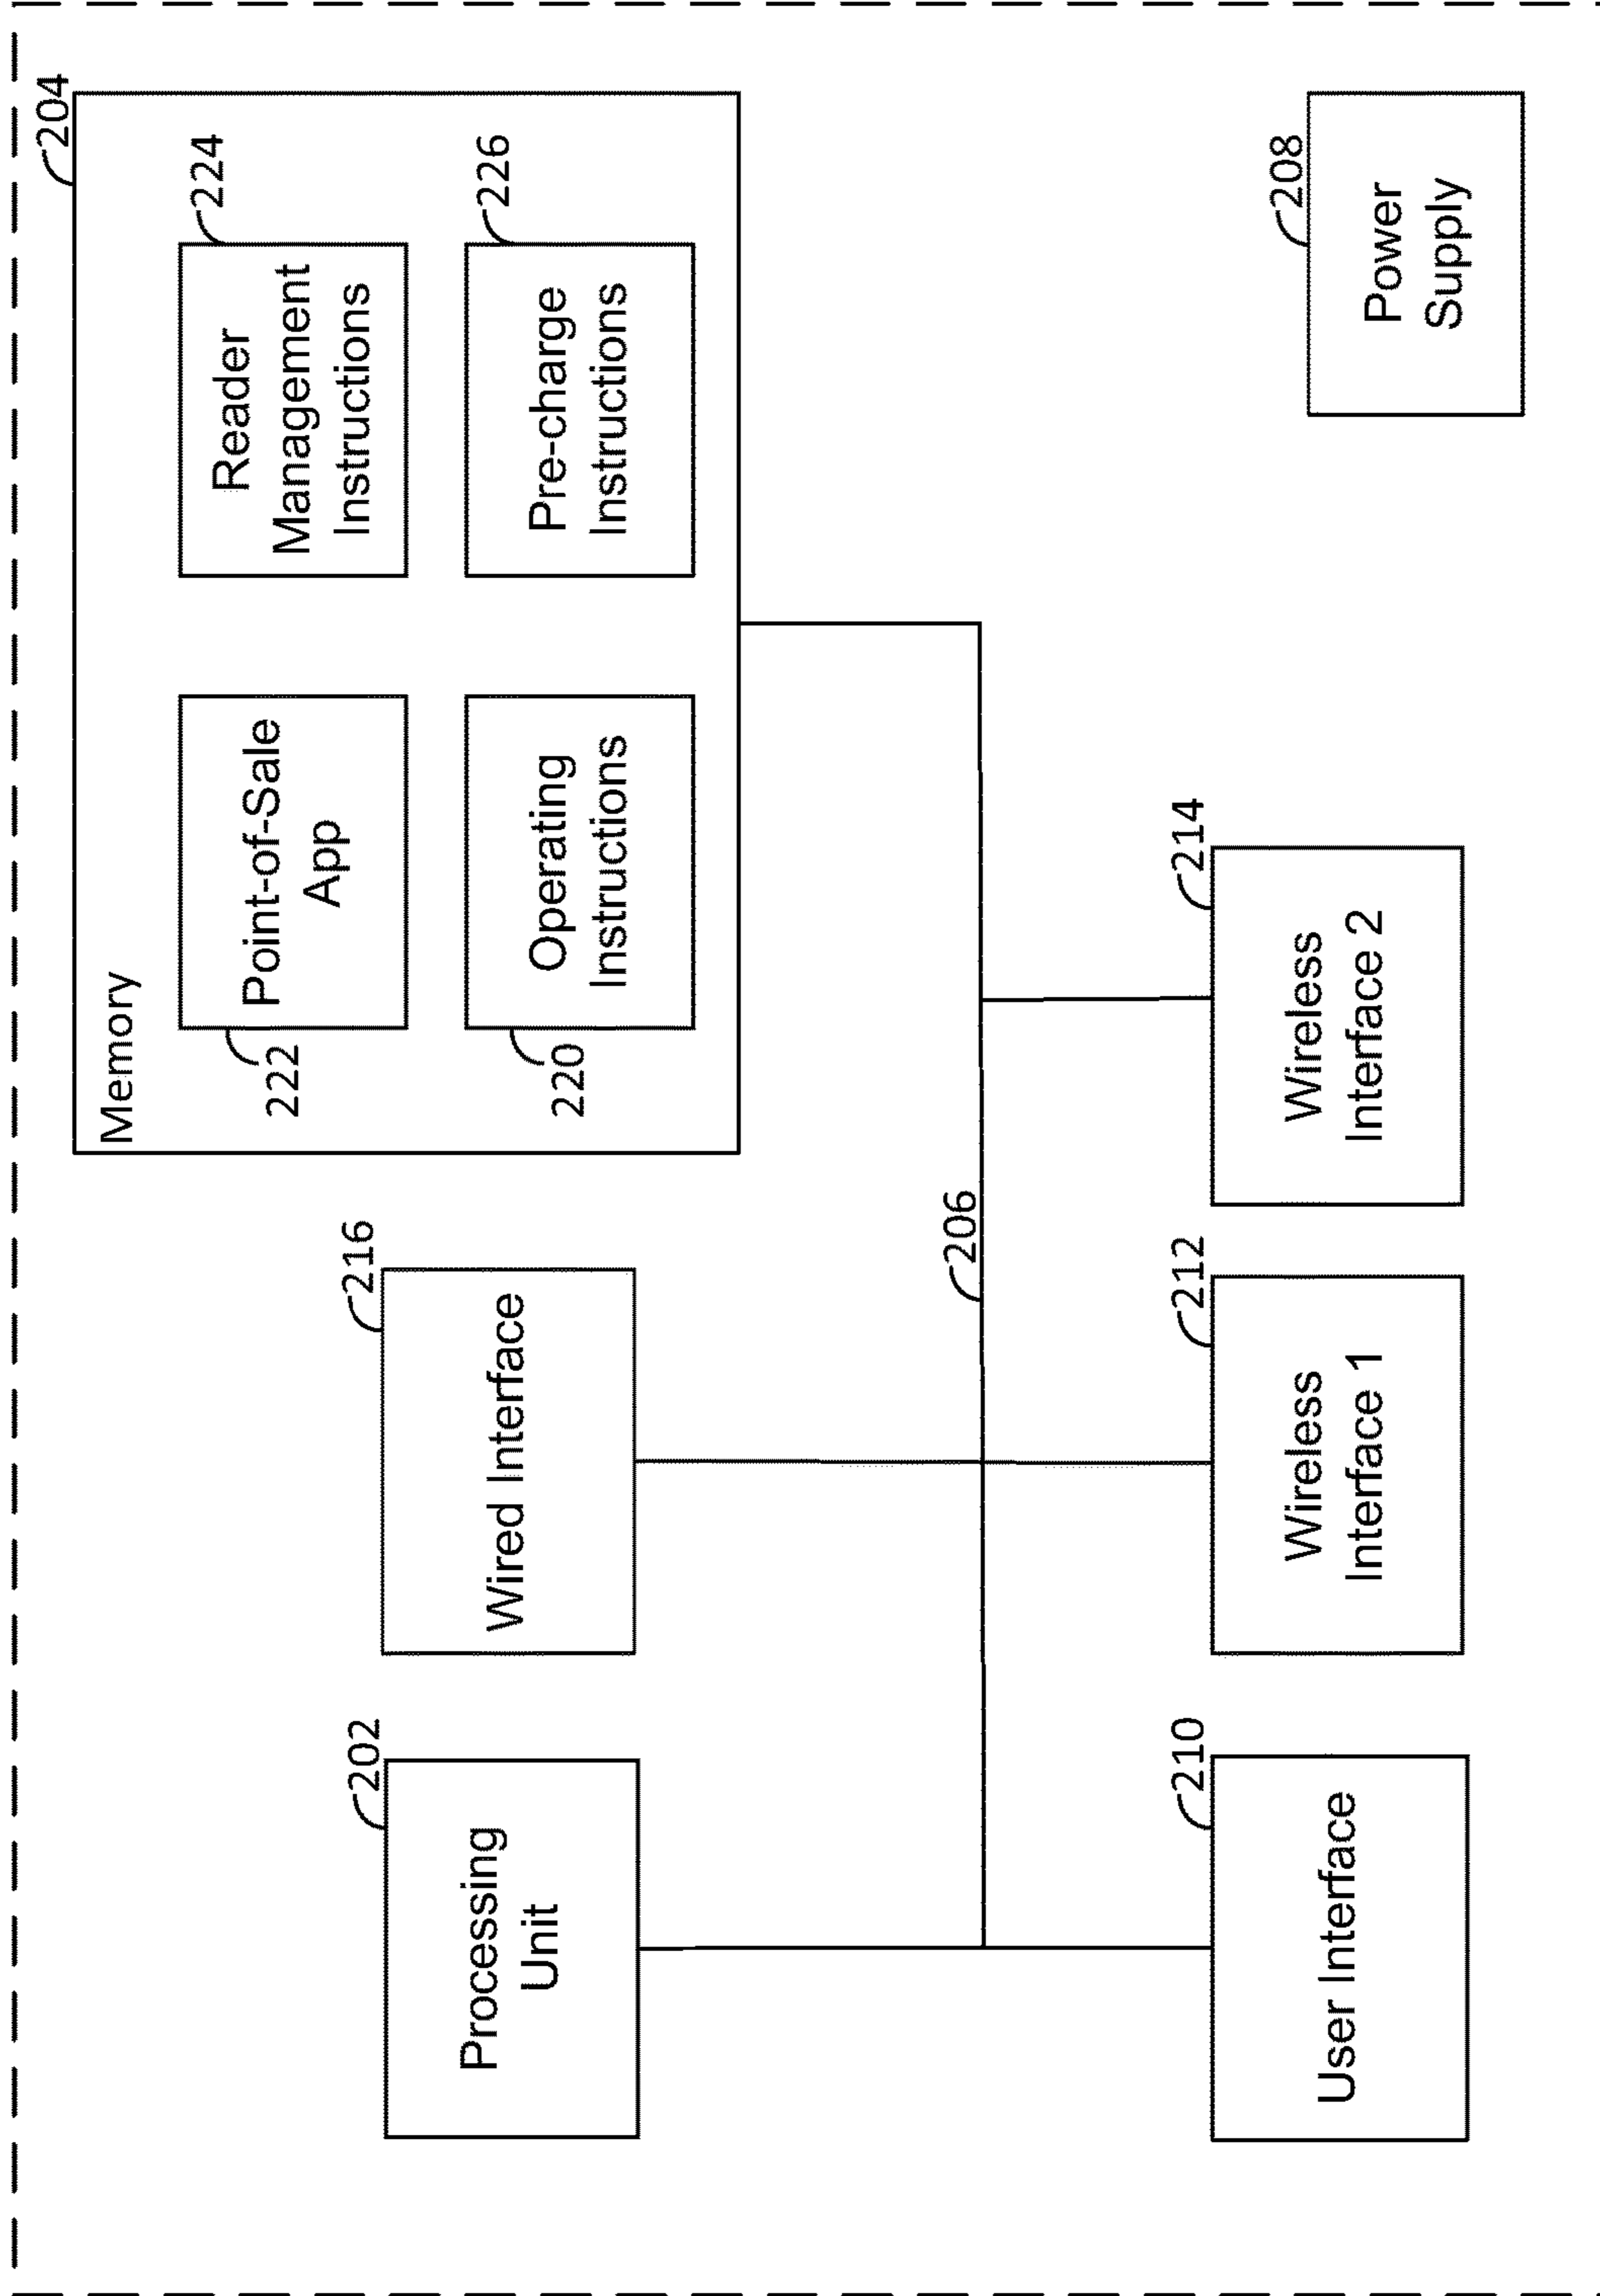 204
Memory
222
Point-of-Sale
App
224
Reader
Management
Instructions
220
Operating
Instructions
226
Pre-charge
Instructions
202
Processing
Unit
216
Wired Interface
206
210
User Interface
212
Wireless
Interface 1
214
Wireless
Interface 2
208
Power
Supply